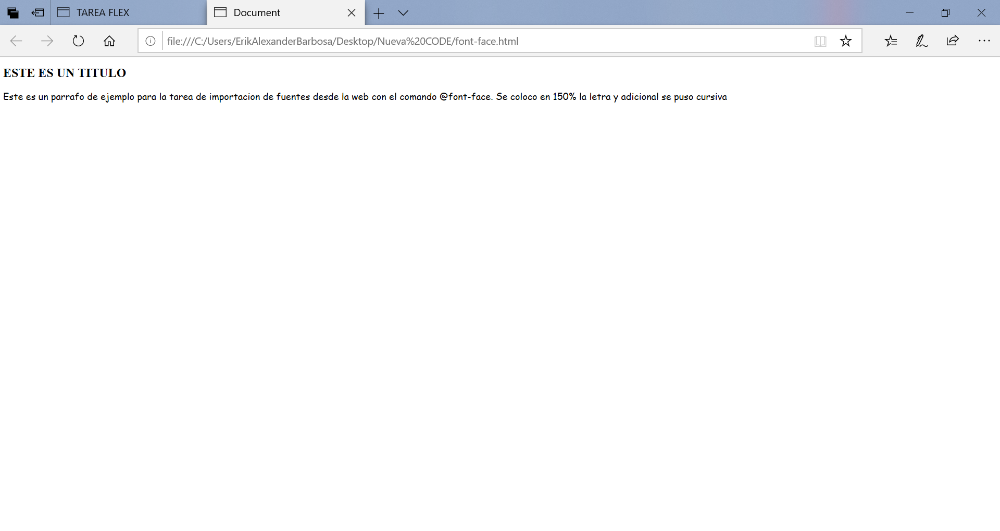 TAREA FLEX
Document
file:///C:/Users/ErikAlexanderBarbosa/Desktop/Nueva%20CODE/font-face.html
ESTE ES UN TITULO
Este es un parrafo de ejemplo para la tarea de importacion de fuentes desde la web con el comando @font-face. Se coloco en 150% la letra y adicional se puso cursiva